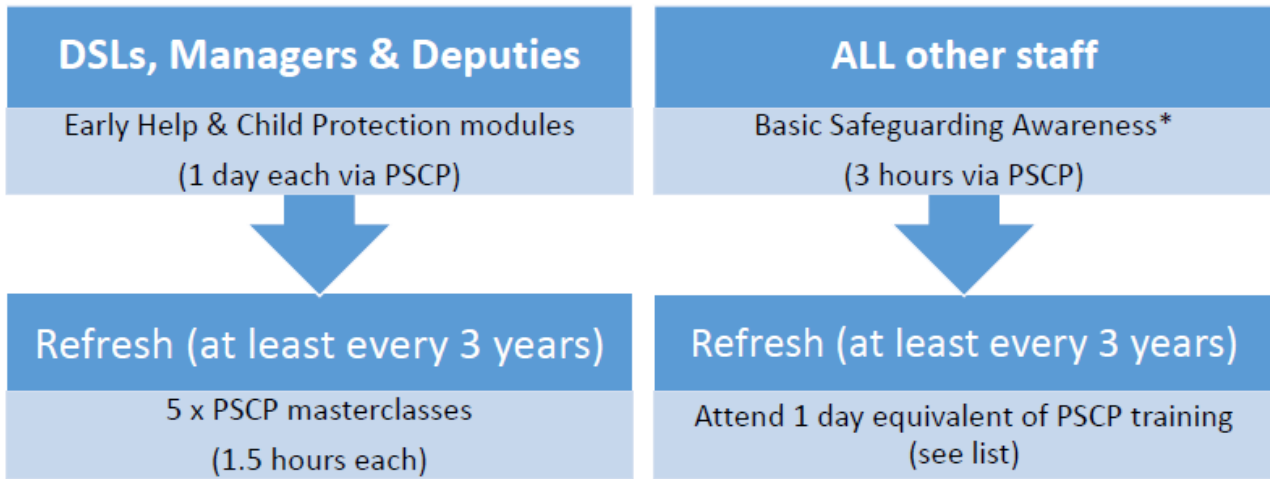 DSLs, Managers & Deputies
Early Help & Child Protection modules
(1 day each via PSCP)
Refresh (at least every 3 years)
5 x PSCP masterclasses
(1.5 hours each)
ALL other staff
Basic Safeguarding Awareness*
(3 hours via PSCP)
Refresh (at least every 3 years)
Attend 1 day equivalent of PSCP training
(see list)